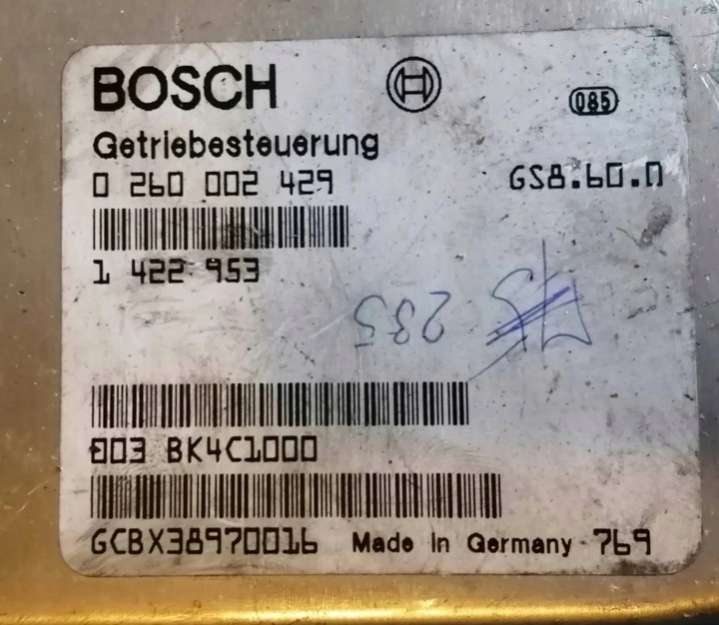 BOSCH 085
Getriebesteuerung
0 260 002 429 GS8.60.0
1 422 953
003 BK4C1000
GCBX38970016 Made in Germany 769